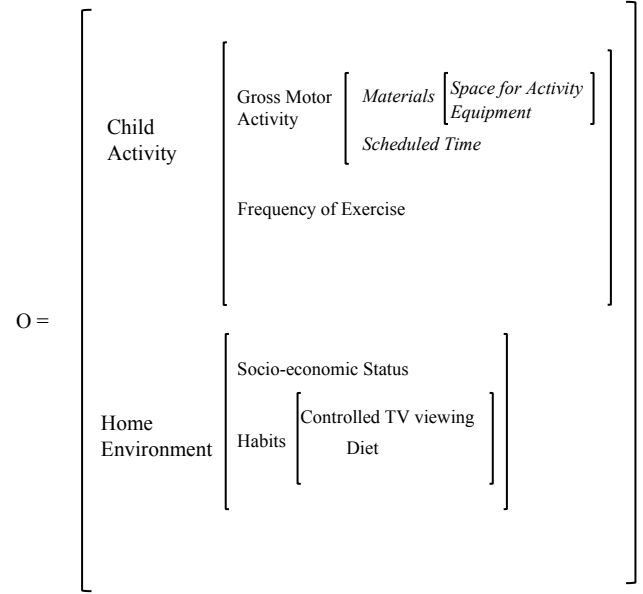 O =
Child
Activity
Gross Motor
Activity
Materials
Space for Activity
Equipment
Scheduled Time
Frequency of Exercise
Home
Environment
Socio-economic Status
Habits
Controlled TV viewing
Diet